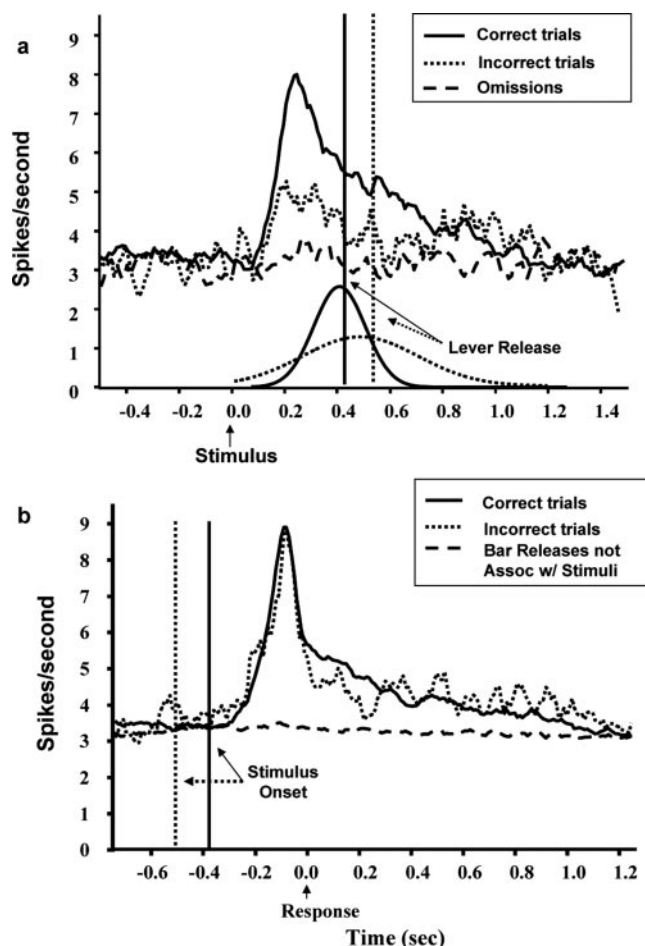 a
Spikes/second
9
8
7
6
5
4
3
2
1
0
Correct trials
Incorrect trials
Omissions
Lever Release
-0.4 -0.2 0.0 0.2 0.4 0.6 0.8 1.0 1.2 1.4
Stimulus
b
Spikes/second
9
8
7
6
5
4
3
2
1
0
Correct trials
Incorrect trials
Bar Releases not
Assoc w/ Stimuli
Stimulus
Onset
-0.6 -0.4 -0.2 0.0 0.2 0.4 0.6 0.8 1.0 1.2
Response
Time (sec)